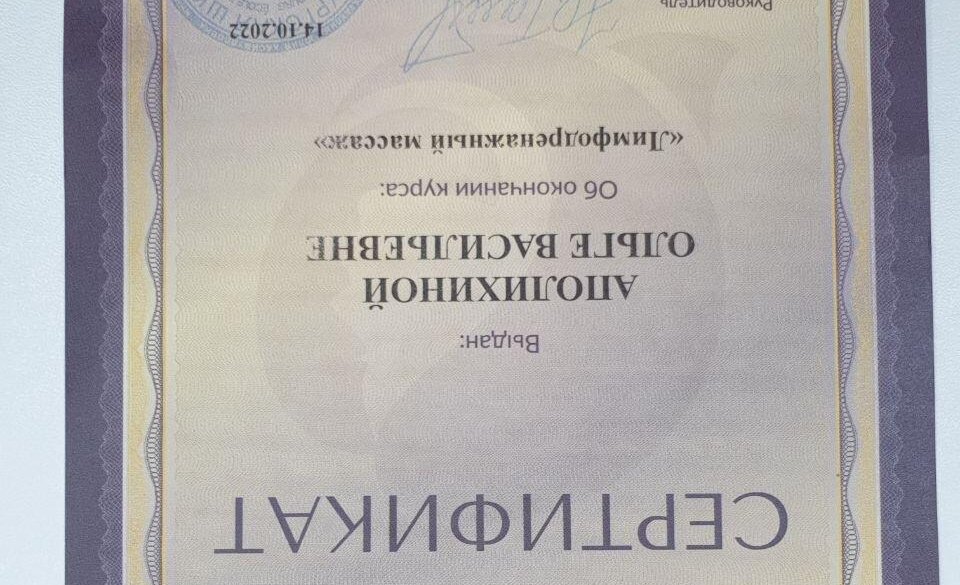 СЕРТИФИКАТ
Выдан:
АПОЛИХИНОЙ
ОЛЬГЕ ВАСИЛЬЕВНЕ
Об окончании курса:
«Лимфодренажный массаж»
Руководитель
14.10.2022